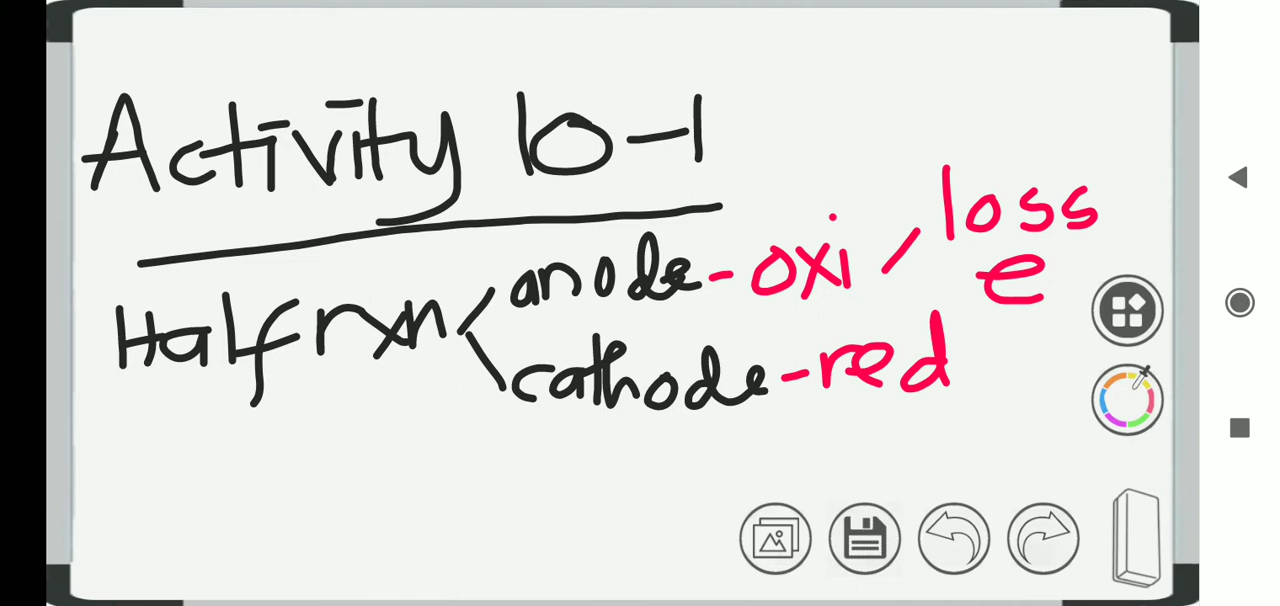 Activity 10-1
Half rxn < anode - oxi / loss e
cathode - red